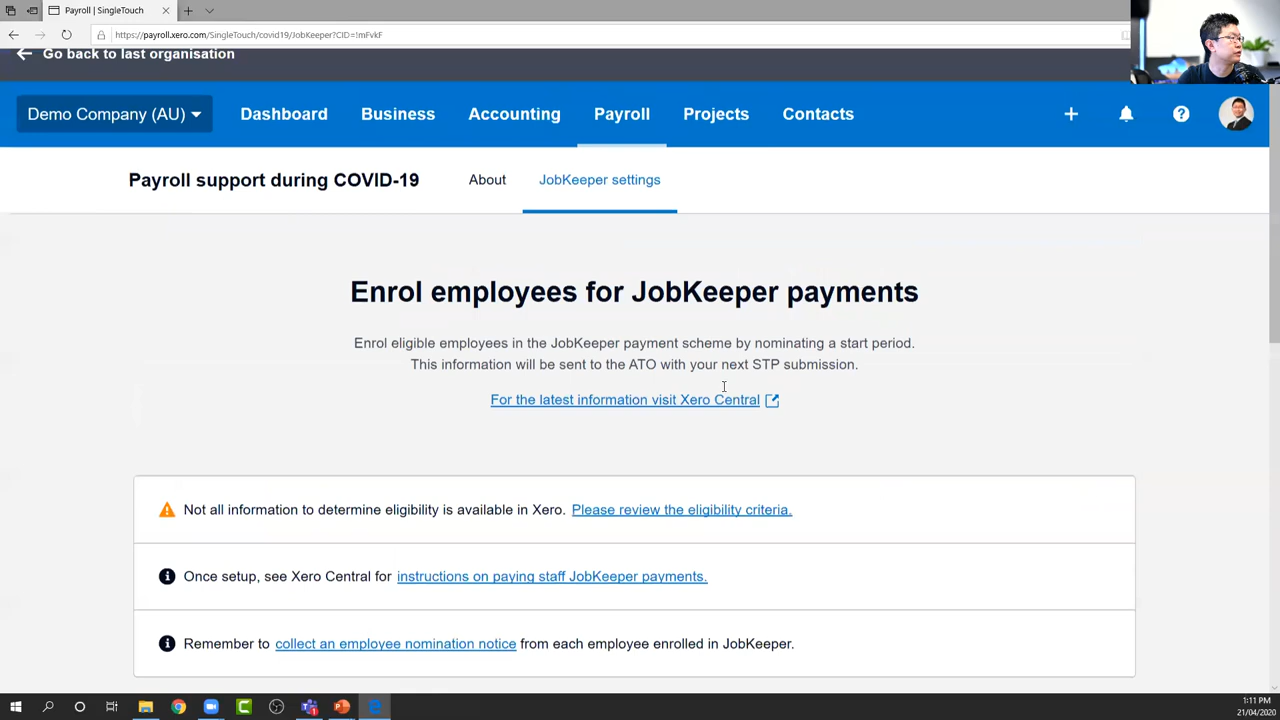 Payroll | SingleTouch
https://payroll.xero.com/SingleTouch/covid19/JobKeeper?CID=!mFvkF
Go back to last organisation
Demo Company (AU)
Dashboard
Business
Accounting
Payroll
Projects
Contacts
Payroll support during COVID-19
About
JobKeeper settings
Enrol employees for JobKeeper payments
Enrol eligible employees in the JobKeeper payment scheme by nominating a start period.
This information will be sent to the ATO with your next STP submission.
For the latest information visit Xero Central
Not all information to determine eligibility is available in Xero. Please review the eligibility criteria.
Once setup, see Xero Central for instructions on paying staff JobKeeper payments.
Remember to collect an employee nomination notice from each employee enrolled in JobKeeper.
1:11 PM
21/04/2020